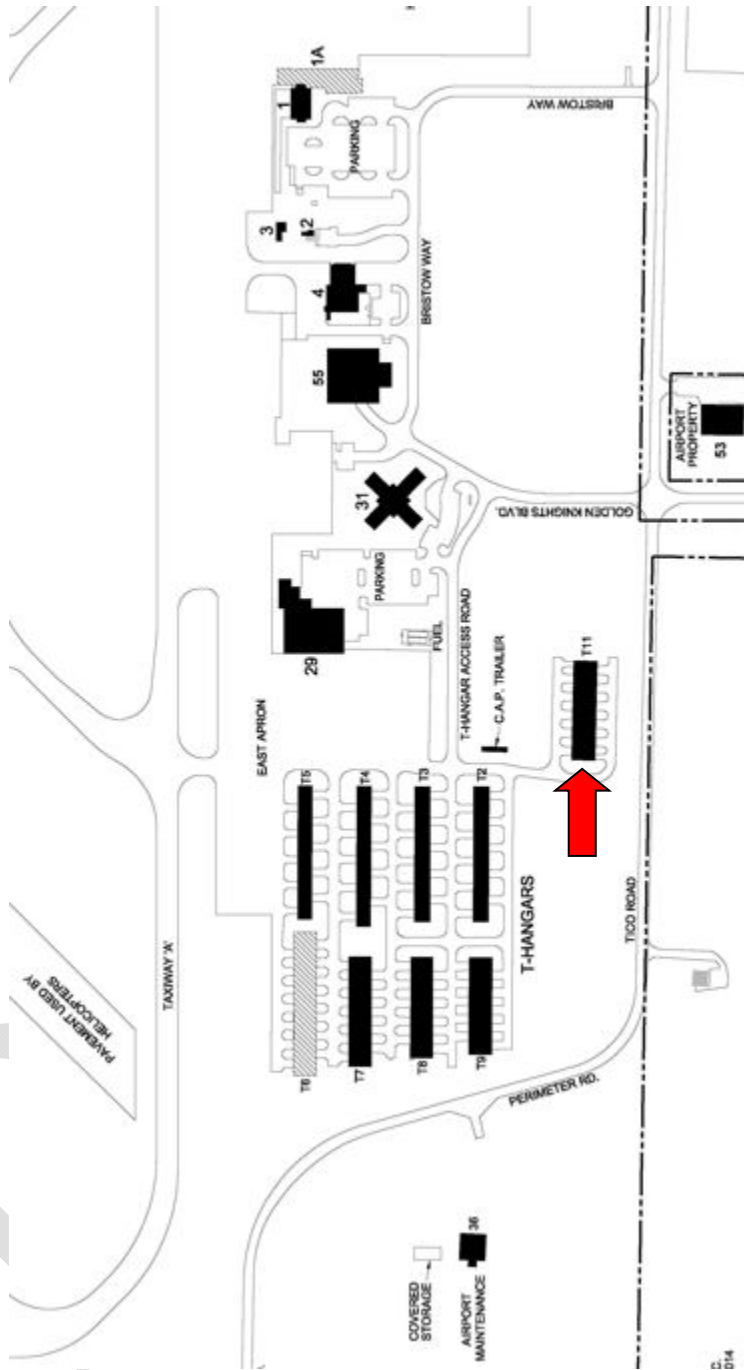 1A
1
PARKING
BRISTOW WAY
3
2
4
BRISTOW WAY
55
AIRPORT
PROPERTY
53
31
GOLDEN KNIGHTS BLVD.
PARKING
29
FUEL
T-HANGAR ACCESS ROAD
C.A.P. TRAILER
T11
EAST APRON
T5
T4
T3
T2
T-HANGARS
TICO ROAD
TAXIWAY 'A'
PAVEMENT USED BY
HELICOPTERS
T6
T7
T8
T9
PERIMETER RD.
36
COVERED
STORAGE
AIRPORT
MAINTENANCE
C.
014